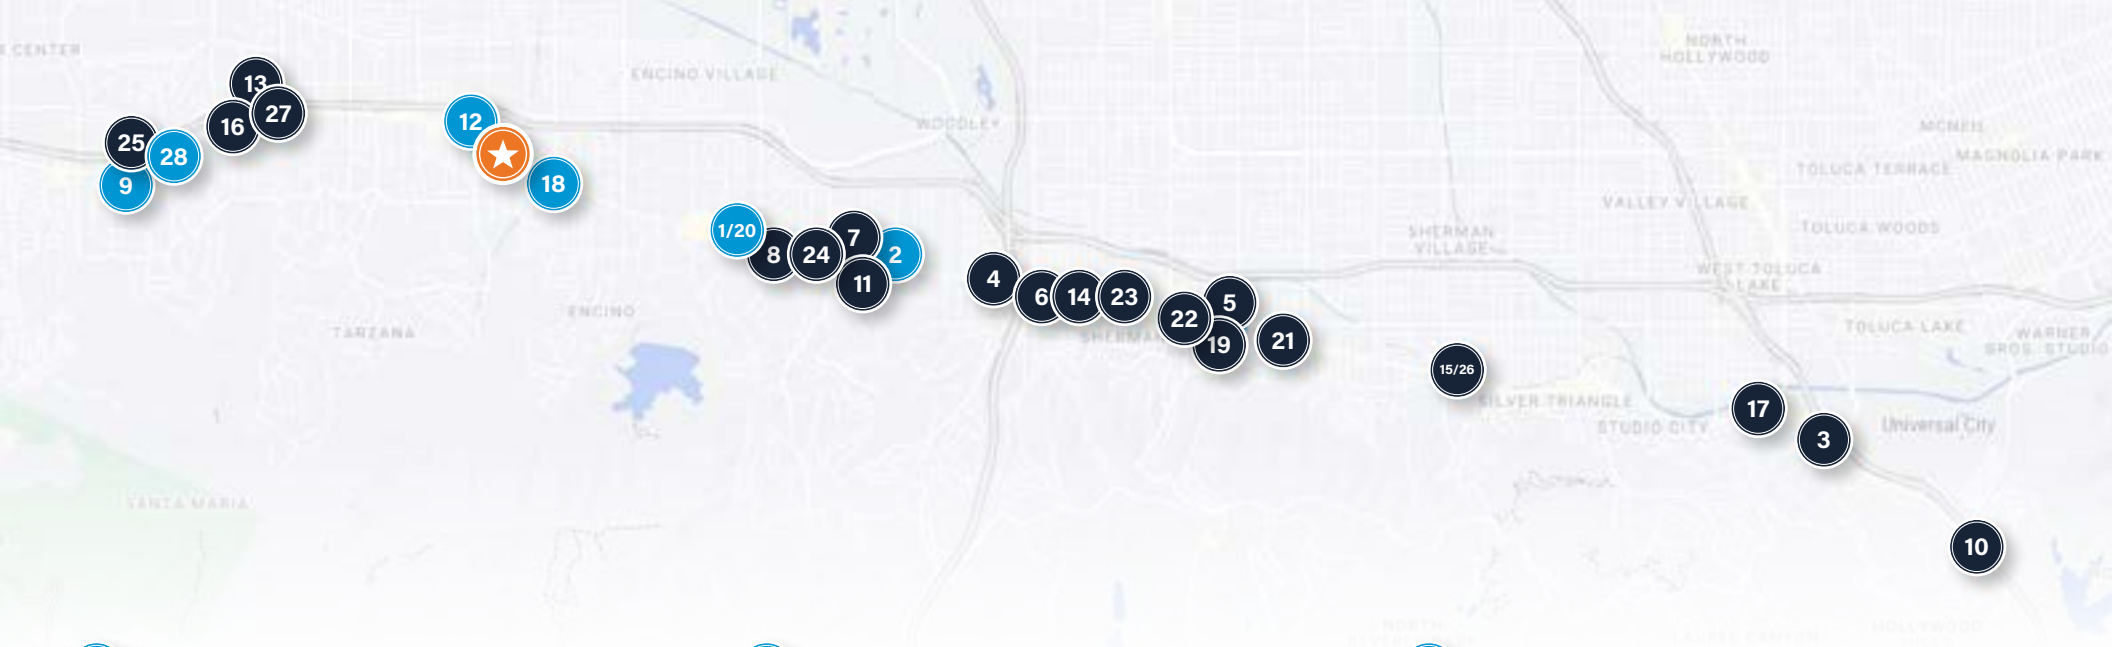 CENTER
ENCINO VILLAGE
WOODLEY
NORTH
HOLLYWOOD
MCNEIL
MAGNOLIA PARK
TOLUCA TERRACE
VALLEY VILLAGE
TOLUCA WOODS
SHERMAN
VILLAGE
WEST TOLUCA
LAKE
TOLUCA LAKE
WARNER
BROS. STUDIO
ENCINO
TARZANA
SILVER TRIANGLE
STUDIO CITY
Universal City
SANTA MARIA
NORTH
HOLLYWOOD
13
27
16
25
28
9
12
18
1/20
8
24
7
2
11
4
6
14
23
22
5
19
21
15/26
17
3
10